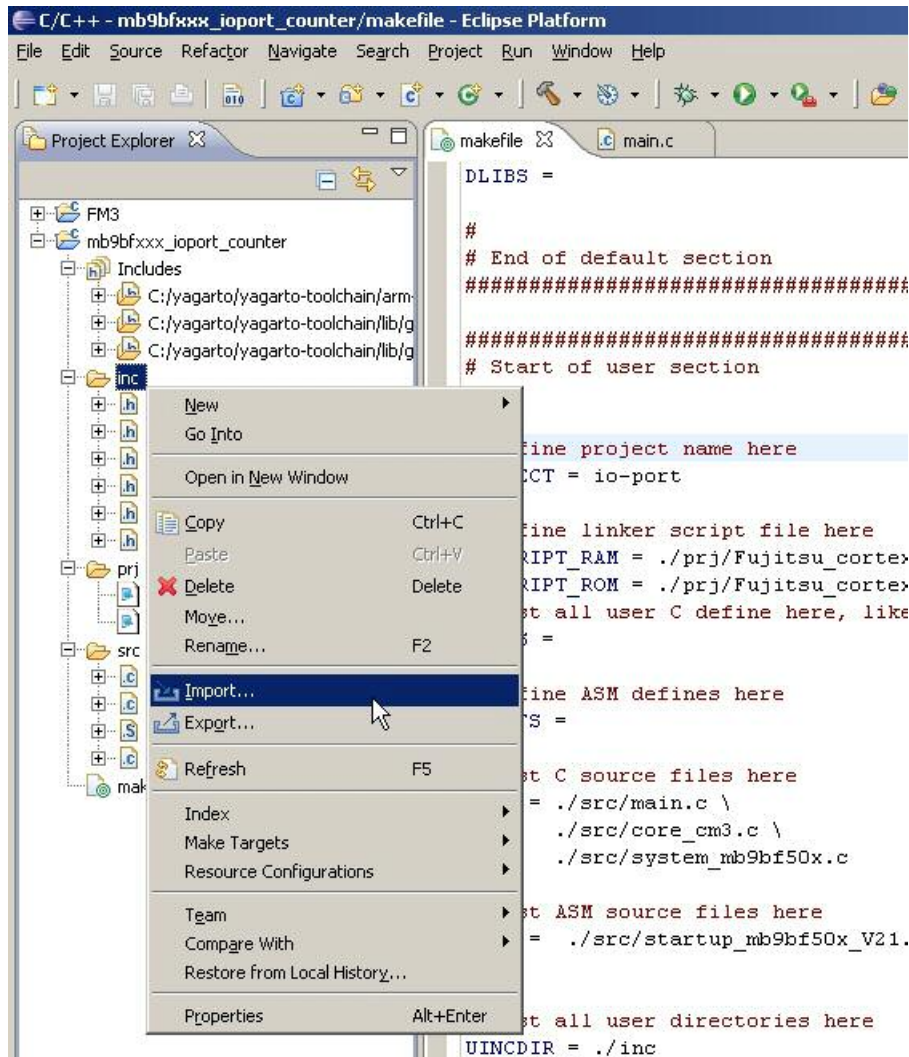 C/C++ - mb9bfxxx_ioport_counter/makefile - Eclipse Platform
File Edit Source Refactor Navigate Search Project Run Window Help
010
Project Explorer
FM3
mb9bfxxx_ioport_counter
Includes
C:/yagarto/yagarto-toolchain/arm-
C:/yagarto/yagarto-toolchain/lib/g
C:/yagarto/yagarto-toolchain/lib/g
inc
.h
.h
.h
.h
.h
.h
prj
src
.c
.c
.S
.c
mak
New
Go Into
Open in New Window
Copy Ctrl+C
Paste Ctrl+V
Delete Delete
Move...
Rename... F2
Import...
Export...
Refresh F5
Index
Make Targets
Resource Configurations
Team
Compare With
Restore from Local History...
Properties Alt+Enter
makefile main.c
DLIBS =
#
# End of default section
###################################
###################################
# Start of user section
fine project name here
CT = io-port
fine linker script file here
RIPT_RAM = ./prj/Fujitsu_cortex
RIPT_ROM = ./prj/Fujitsu_cortex
st all user C define here, like
=
fine ASM defines here
S =
st C source files here
= ./src/main.c \
./src/core_cm3.c \
./src/system_mb9bf50x.c
st ASM source files here
= ./src/startup_mb9bf50x_V21.
st all user directories here
UINCDIR = ./inc